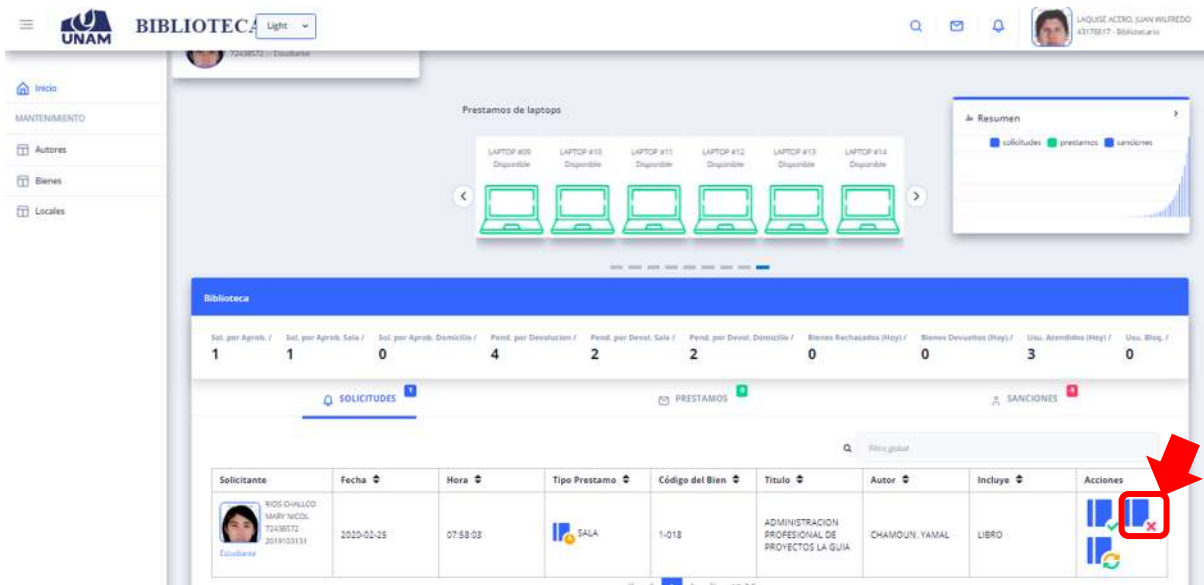 UNAM
BIBLIOTECA
Light
LAQUISE ACERO, JUAN WILFREDO
43176617 - Bibliotecario
72438572 - Estudiante
Inicio
MANTENIMIENTO
Autores
Bienes
Locales
Prestamos de laptops
LAPTOP #09 LAPTOP #10 LAPTOP #11 LAPTOP #12 LAPTOP #13 LAPTOP #14
Disponible Disponible Disponible Disponible Disponible Disponible
Resumen
solicitudes prestamos sanciones
Biblioteca
Sol. por Aprob. / Sol. por Aprob. Sala / Sol. por Aprob. Domicilio / Pend. por Devolucion / Pend. por Devol. Sala / Pend. por Devol. Domicilio / Bienes Rechazados (Hoy) / Bienes Devueltos (Hoy) / Usu. Atendidos (Hoy) / Usu. Bloq. /
1 1 0 4 2 2 0 0 3 0
SOLICITUDES 1 PRESTAMOS 0 SANCIONES 4
Filtro global
Solicitante Fecha Hora Tipo Prestamo Código del Bien Titulo Autor Incluye Acciones
RIOS CHALLCO
MARY NICOL
72438572
2019103131
Estudiante
2020-02-25 07:58:03 SALA 1-018
ADMINISTRACION
PROFESIONAL DE
PROYECTOS LA GUIA
CHAMOUN, YAMAL LIBRO